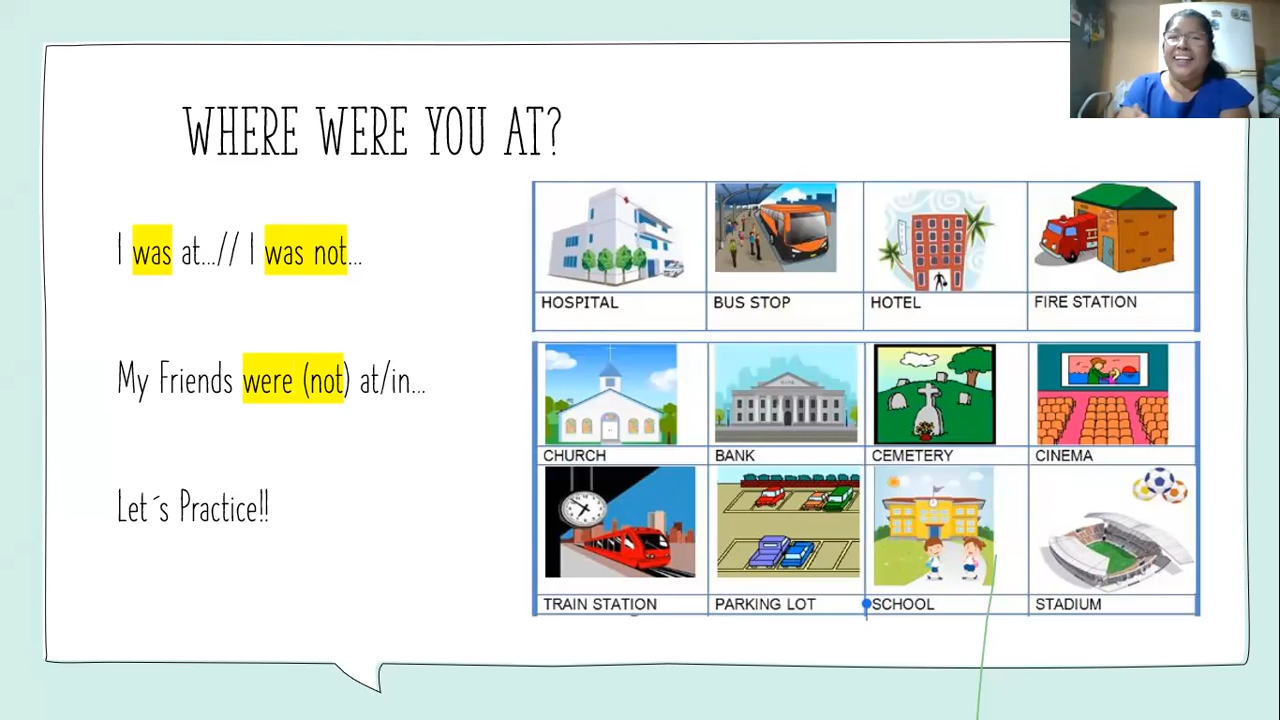 WHERE WERE YOU AT?
I was at...// I was not...
My Friends were (not) at/in...
Let´s Practice!!
HOSPITAL
BUS STOP
HOTEL
FIRE STATION
CHURCH
BANK
CEMETERY
CINEMA
TRAIN STATION
PARKING LOT
SCHOOL
STADIUM